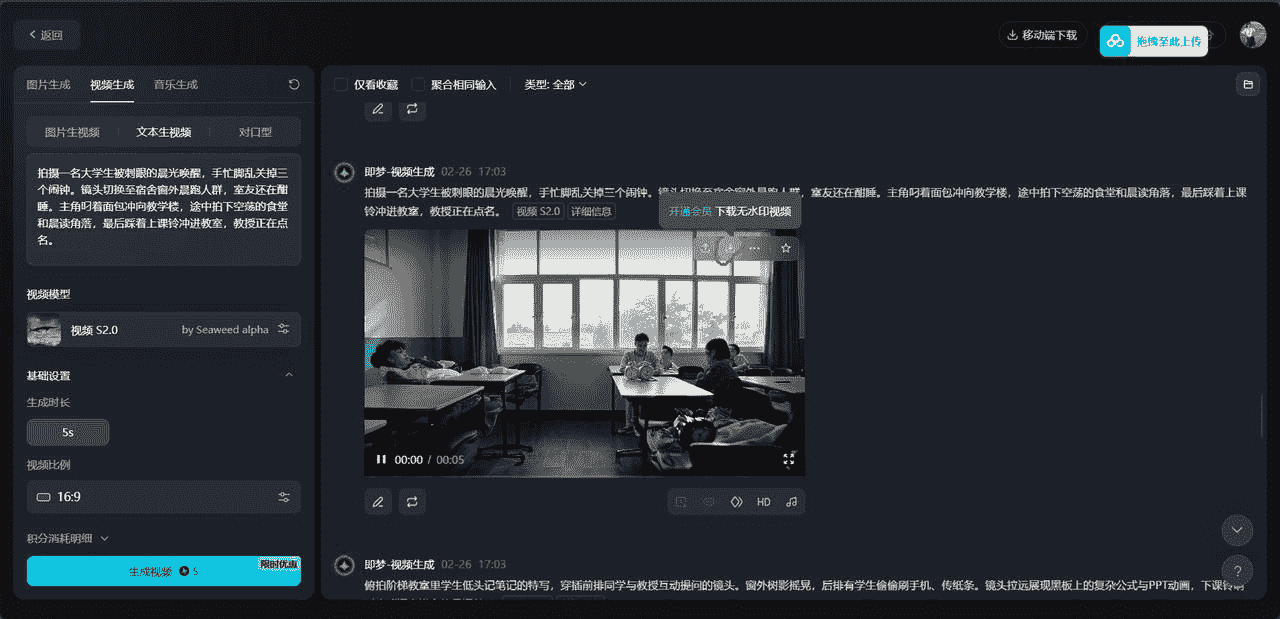 返回
移动端下载
拖拽至此上传
图片生成 视频生成 音乐生成
仅看收藏 聚合相同输入 类型: 全部
图片生视频 文本生视频 对口型
拍摄一名大学生被刺眼的晨光唤醒，手忙脚乱关掉三
个闹钟。镜头切换至宿舍窗外晨跑人群，室友还在酣
睡。主角叼着面包冲向教学楼，途中拍下空荡的食堂
和晨读角落，最后踩着上课铃冲进教室，教授正在点
名。
视频模型
视频 S2.0 by Seaweed alpha
基础设置
生成时长
5s
视频比例
16:9
积分消耗明细
生成视频 5
限时优惠
即梦-视频生成 02-26 17:03
拍摄一名大学生被刺眼的晨光唤醒，手忙脚乱关掉三个闹钟。镜头切换至宿舍窗外晨跑人群，室友还在酣睡。主角叼着面包冲向教学楼，途中拍下空荡的食堂和晨读角落，最后踩着上课
铃冲进教室，教授正在点名。 视频 S2.0 详细信息
开通会员 下载无水印视频
00:00 / 00:05
HD
即梦-视频生成 02-26 17:03
俯拍阶梯教室里学生低头记笔记的特写，穿插前排同学与教授互动提问的镜头。窗外树影摇晃，后排有学生偷偷刷手机、传纸条。镜头拉远展现黑板上的复杂公式与PPT动画，下课铃响
?